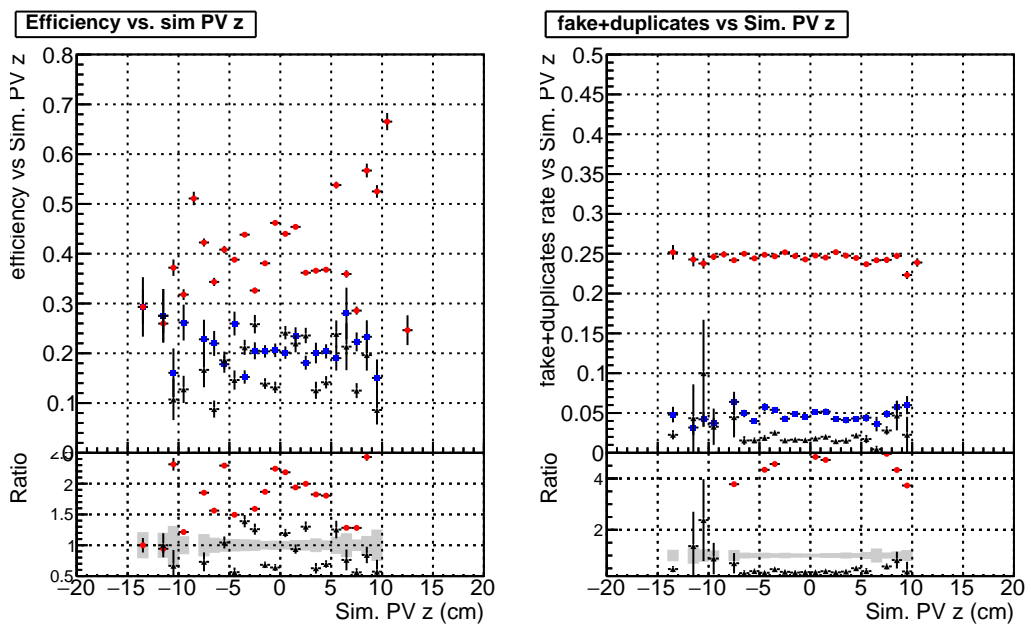 Efficiency vs. sim PV z
efficiency vs Sim. PV z
0.8
0.7
0.6
0.5
0.4
0.3
0.2
0.1
0
Ratio
2.5
2
1.5
1
0.5
−20 −15 −10 −5 0 5 10 15 20
Sim. PV z (cm)
fake+duplicates vs Sim. PV z
fake+duplicates rate vs Sim. PV z
0.5
0.45
0.4
0.35
0.3
0.25
0.2
0.15
0.1
0.05
0
Ratio
4
2
−20 −15 −10 −5 0 5 10 15 20
Sim. PV z (cm)